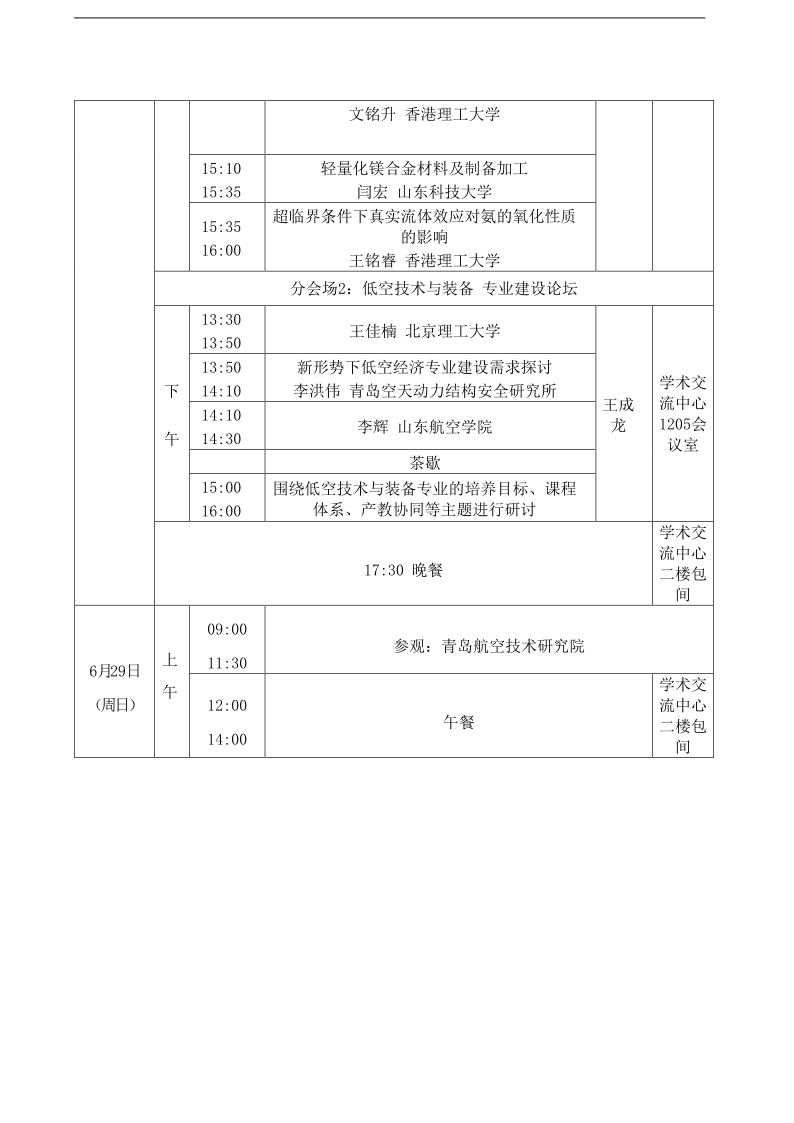 文铭升 香港理工大学
15:10
15:35
轻量化镁合金材料及制备加工
闫宏 山东科技大学
15:35
16:00
超临界条件下真实流体效应对氨的氧化性质
的影响
王铭睿 香港理工大学
分会场2：低空技术与装备 专业建设论坛
下
午
13:30
13:50
王佳楠 北京理工大学
13:50
14:10
新形势下低空经济专业建设需求探讨
李洪伟 青岛空天动力结构安全研究所
14:10
14:30
李辉 山东航空学院
茶歇
15:00
16:00
围绕低空技术与装备专业的培养目标、课程
体系、产教协同等主题进行研讨
王成
龙
学术交
流中心
1205会
议室
17:30 晚餐
学术交
流中心
二楼包
间
6月29日
（周日）
上
午
09:00
11:30
参观：青岛航空技术研究院
12:00
14:00
午餐
学术交
流中心
二楼包
间